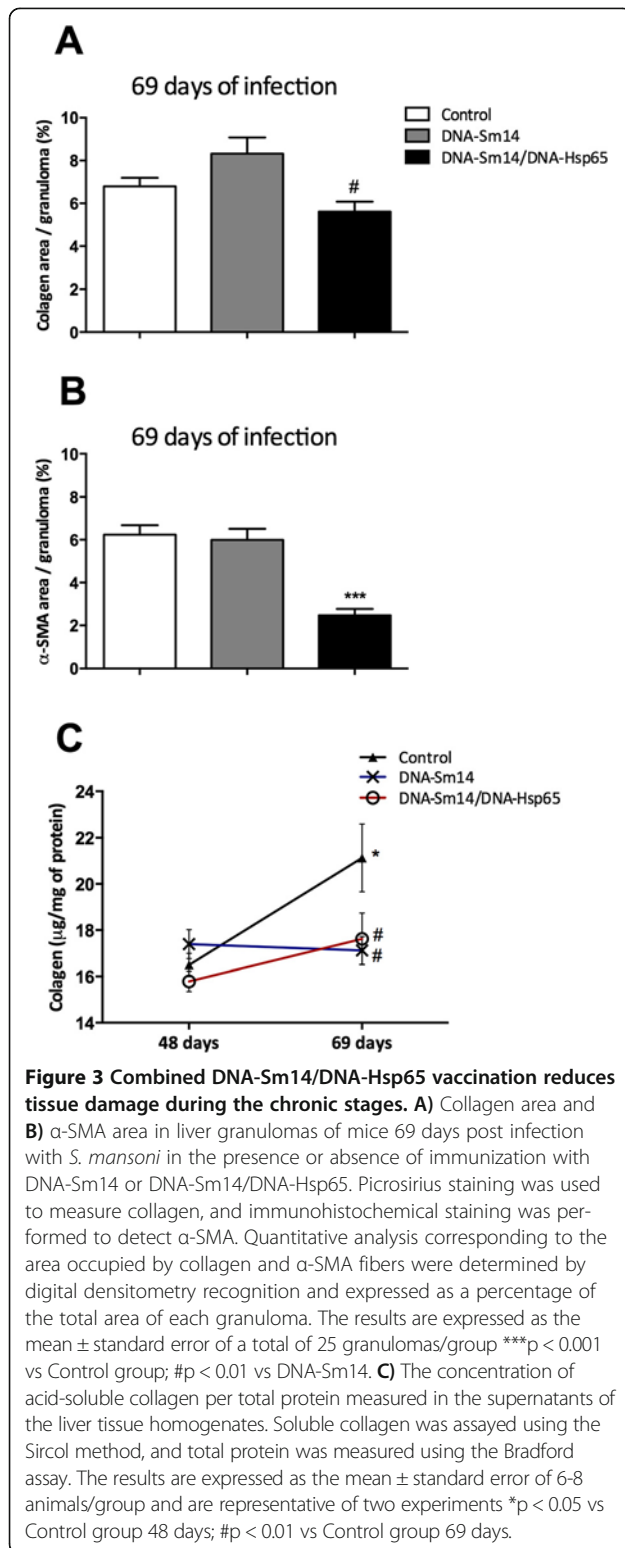 A
69 days of infection
Colagen area / granuloma (%)
10
8
6
4
2
0
Control
DNA-Sm14
DNA-Sm14/DNA-Hsp65
#
B
69 days of infection
α-SMA area / granuloma (%)
10
8
6
4
2
0
***
C
Control
DNA-Sm14
DNA-Sm14/DNA-Hsp65
Colagen (µg/mg of protein)
24
22
20
18
16
14
*
#
#
48 days
69 days
Figure 3 Combined DNA-Sm14/DNA-Hsp65 vaccination reduces
tissue damage during the chronic stages. A) Collagen area and
B) α-SMA area in liver granulomas of mice 69 days post infection
with S. mansoni in the presence or absence of immunization with
DNA-Sm14 or DNA-Sm14/DNA-Hsp65. Picrosirius staining was used
to measure collagen, and immunohistochemical staining was per-
formed to detect α-SMA. Quantitative analysis corresponding to the
area occupied by collagen and α-SMA fibers were determined by
digital densitometry recognition and expressed as a percentage of
the total area of each granuloma. The results are expressed as the
mean ± standard error of a total of 25 granulomas/group ***p < 0.001
vs Control group; #p < 0.01 vs DNA-Sm14. C) The concentration of
acid-soluble collagen per total protein measured in the supernatants of
the liver tissue homogenates. Soluble collagen was assayed using the
Sircol method, and total protein was measured using the Bradford
assay. The results are expressed as the mean ± standard error of 6-8
animals/group and are representative of two experiments *p < 0.05 vs
Control group 48 days; #p < 0.01 vs Control group 69 days.